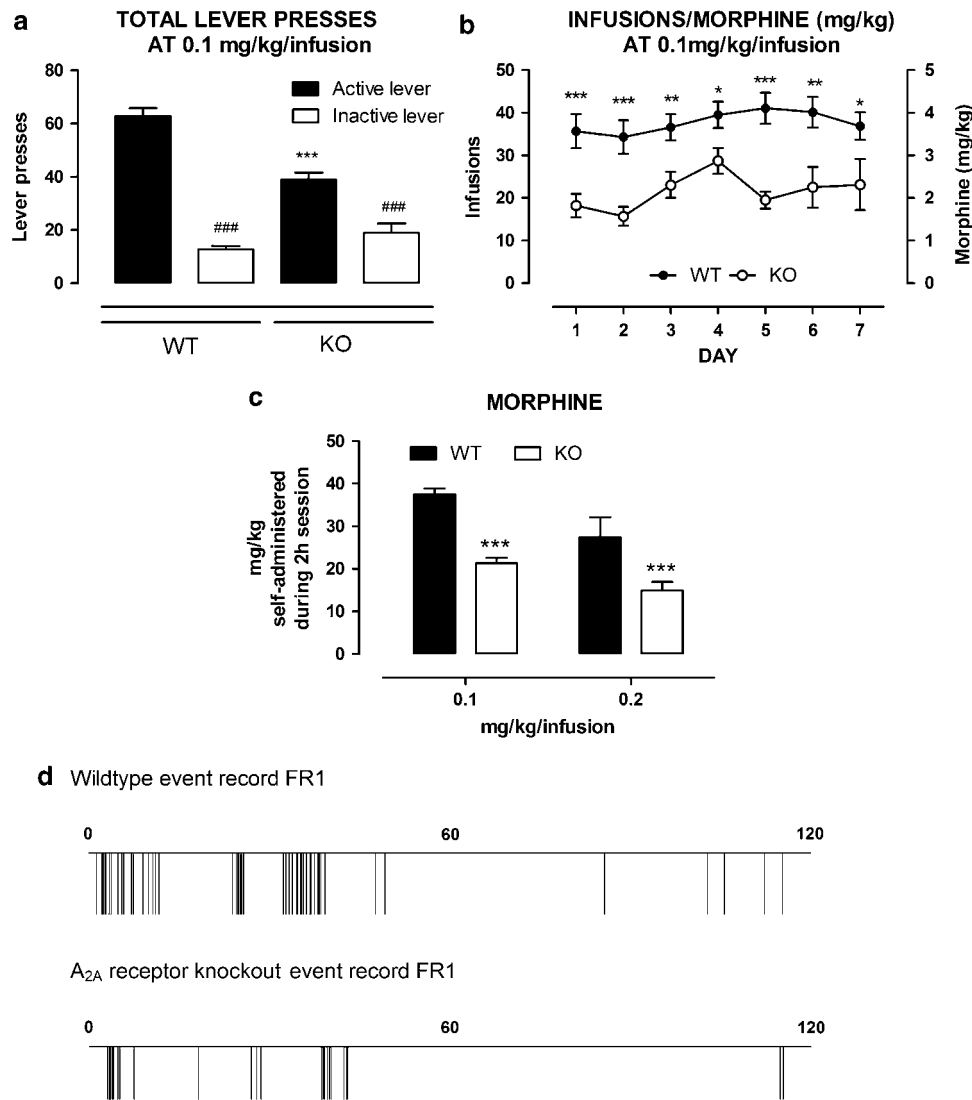 a
TOTAL LEVER PRESSES
AT 0.1 mg/kg/infusion
80
60
40
20
0
Lever presses
Active lever
Inactive lever
***
###
###
WT
KO
b
INFUSIONS/MORPHINE (mg/kg)
AT 0.1mg/kg/infusion
50
40
30
20
10
0
Infusions
*** *** ** * *** ** *
5
4
3
2
1
0
Morphine (mg/kg)
WT KO
1 2 3 4 5 6 7
DAY
c
MORPHINE
50
40
30
20
10
0
mg/kg
self-administered
during 2h session
WT KO
***
***
0.1 0.2
mg/kg/infusion
d Wildtype event record FR1
0 60 120
A2A receptor knockout event record FR1
0 60 120